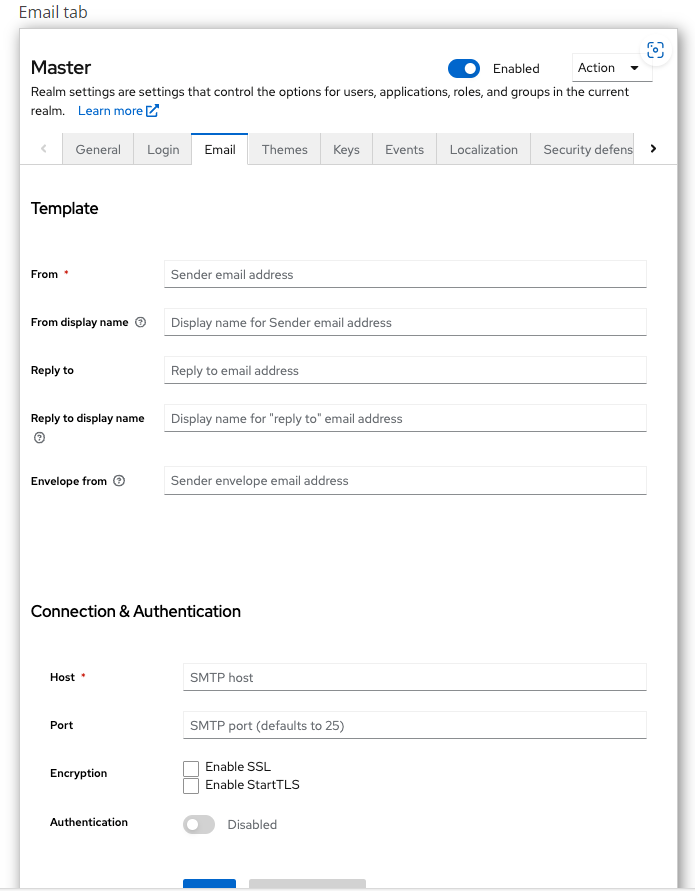 Email tab
Master
Enabled
Action
Realm settings are settings that control the options for users, applications, roles, and groups in the current
realm. Learn more
General Login Email Themes Keys Events Localization Security defens
Template
From *
Sender email address
From display name
Display name for Sender email address
Reply to
Reply to email address
Reply to display name
Display name for "reply to" email address
Envelope from
Sender envelope email address
Connection & Authentication
Host *
SMTP host
Port
SMTP port (defaults to 25)
Encryption
Enable SSL
Enable StartTLS
Authentication
Disabled